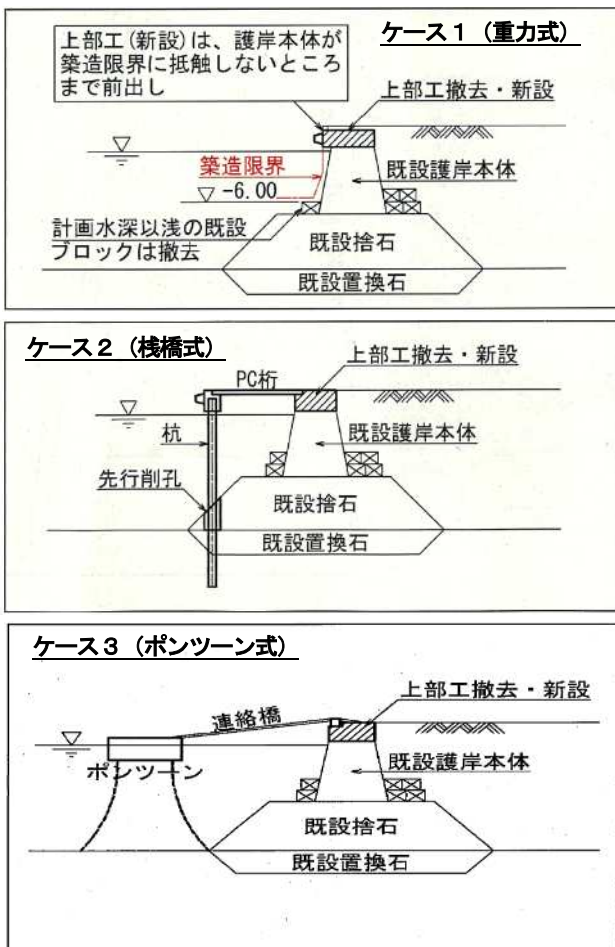 ケース1(重力式)
上部工(新設)は、護岸本体が
築造限界に抵触しないところ
まで前出し
上部工撤去・新設
築造限界
既設護岸本体
-6.00
計画水深以浅の既設
ブロックは撤去
既設捨石
既設置換石
ケース2(桟橋式)
上部工撤去・新設
PC桁
杭
既設護岸本体
先行削孔
既設捨石
既設置換石
ケース3(ポンツーン式)
上部工撤去・新設
連絡橋
ポンツーン
既設護岸本体
既設捨石
既設置換石